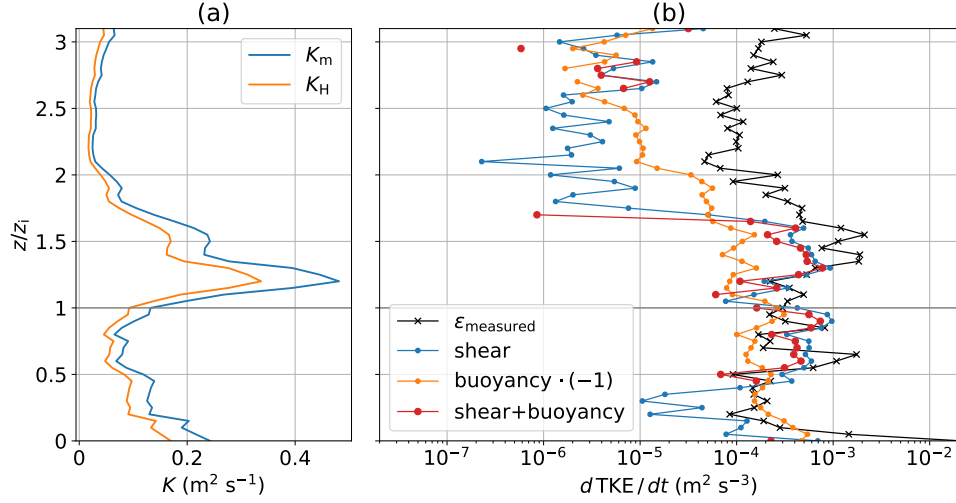 (a)
(b)
K_m
K_H
3
2.5
2
1.5
1
0.5
0
z/z_i
0
0.2
0.4
K (m² s⁻¹)
ε_measured
shear
buoyancy · (−1)
shear+buoyancy
10⁻⁷
10⁻⁶
10⁻⁵
10⁻⁴
10⁻³
10⁻²
d TKE / dt (m² s⁻³)